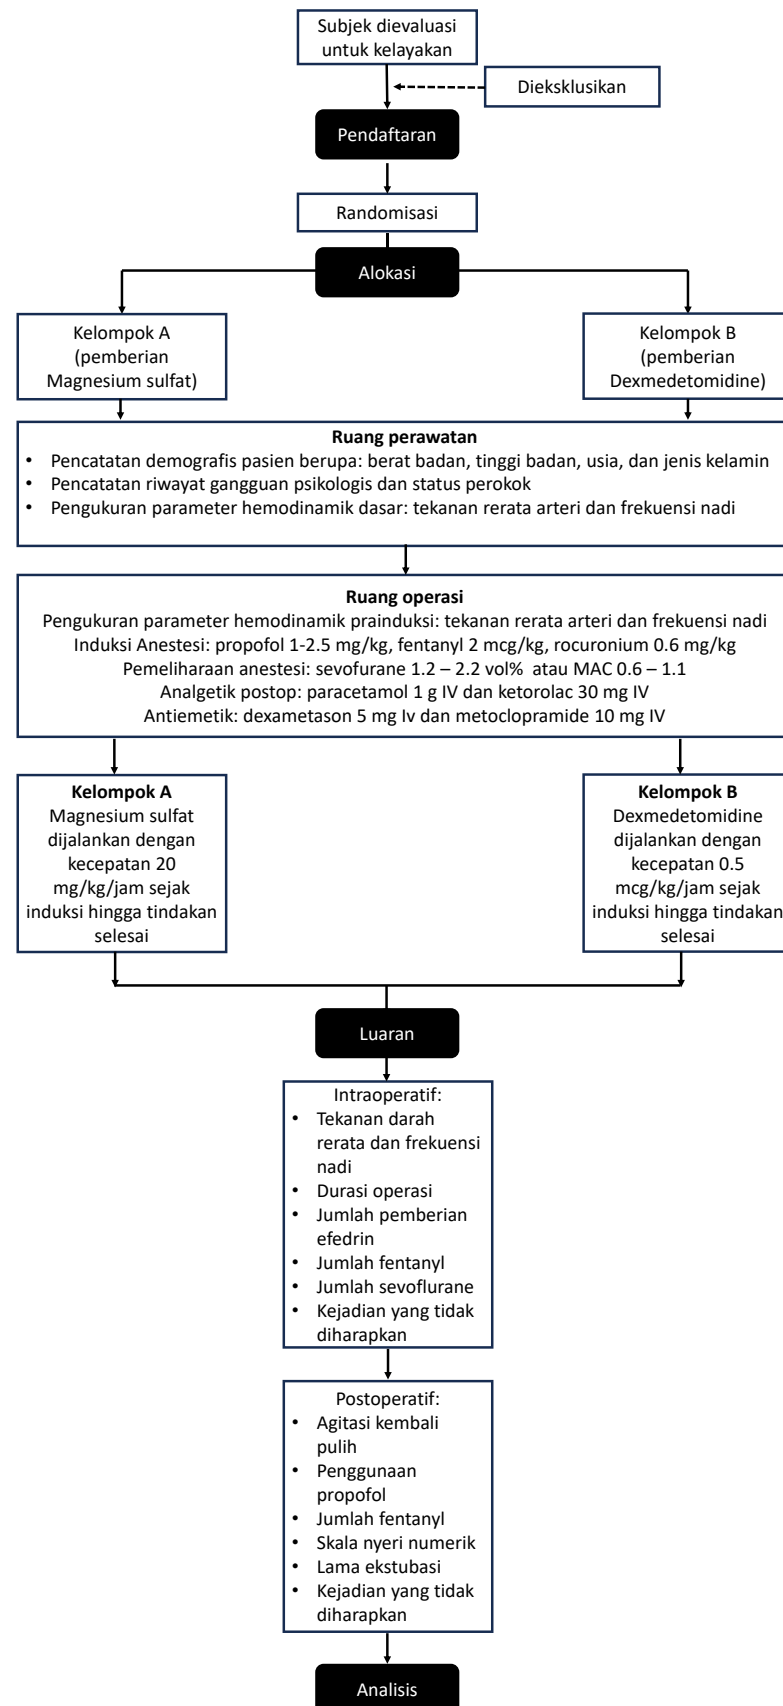 Subjek dievaluasi
untuk kelayakan
Dieksklusikan
Pendaftaran
Randomisasi
Alokasi
Kelompok A
(pemberian
Magnesium sulfat)
Kelompok B
(pemberian
Dexmedetomidine)
Ruang perawatan
• Pencatatan demografis pasien berupa: berat badan, tinggi badan, usia, dan jenis kelamin
• Pencatatan riwayat gangguan psikologis dan status perokok
• Pengukuran parameter hemodinamik dasar: tekanan rerata arteri dan frekuensi nadi
Ruang operasi
Pengukuran parameter hemodinamik prainduksi: tekanan rerata arteri dan frekuensi nadi
Induksi Anestesi: propofol 1-2.5 mg/kg, fentanyl 2 mcg/kg, rocuronium 0.6 mg/kg
Pemeliharaan anestesi: sevofurane 1.2 – 2.2 vol% atau MAC 0.6 – 1.1
Analgetik postop: paracetamol 1 g IV dan ketorolac 30 mg IV
Antiemetik: dexametason 5 mg Iv dan metoclopramide 10 mg IV
Kelompok A
Magnesium sulfat
dijalankan dengan
kecepatan 20
mg/kg/jam sejak
induksi hingga tindakan
selesai
Kelompok B
Dexmedetomidine
dijalankan dengan
kecepatan 0.5
mcg/kg/jam sejak
induksi hingga tindakan
selesai
Luaran
Intraoperatif:
• Tekanan darah
rerata dan frekuensi
nadi
• Durasi operasi
• Jumlah pemberian
efedrin
• Jumlah fentanyl
• Jumlah sevoflurane
• Kejadian yang tidak
diharapkan
Postoperatif:
• Agitasi kembali
pulih
• Penggunaan
propofol
• Jumlah fentanyl
• Skala nyeri numerik
• Lama ekstubasi
• Kejadian yang tidak
diharapkan
Analisis